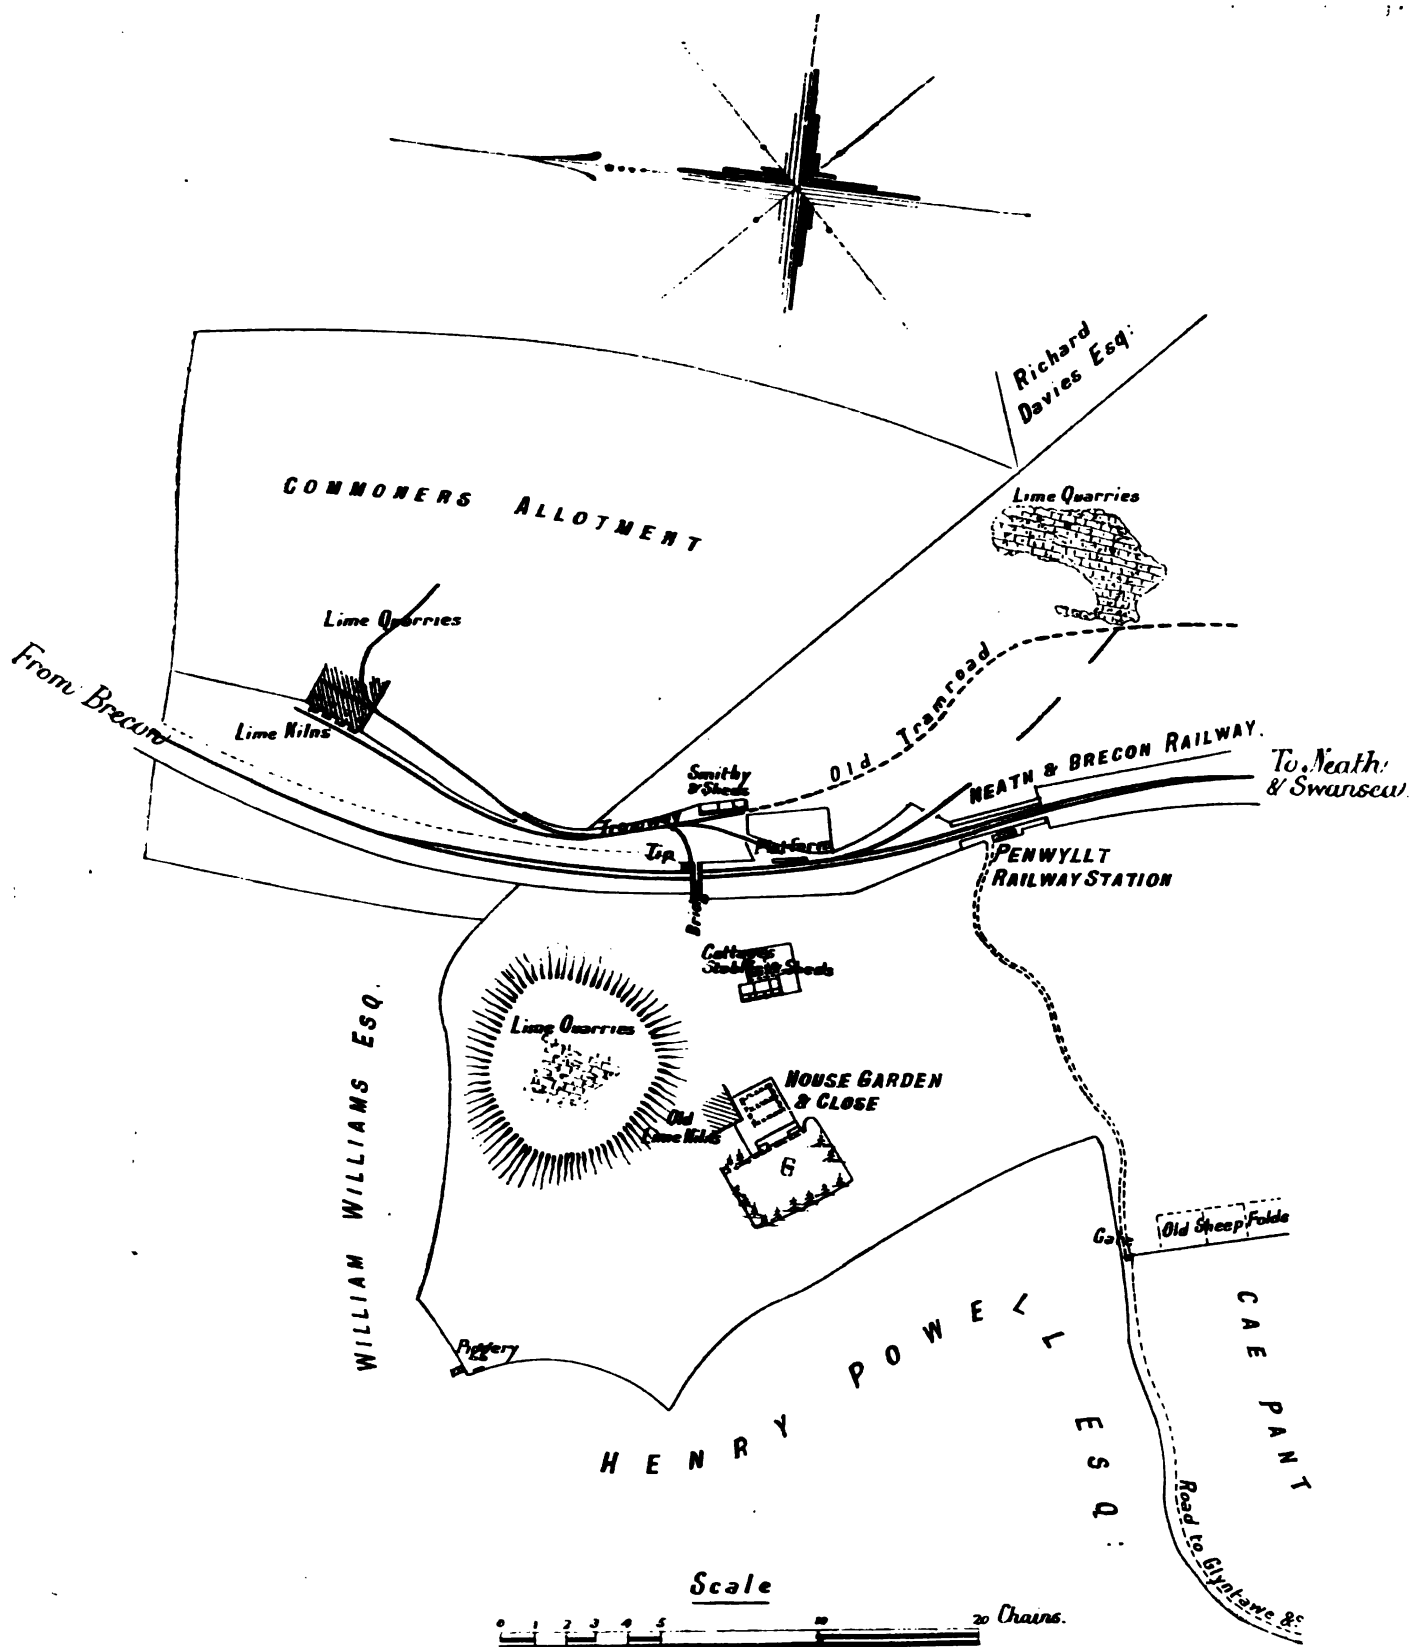 Richard
Davies Esq:
COMMONERS ALLOTMENT
Lime Quarries
Lime Quarries
From Brecon
Lime Kilns
Old Tramroad
NEATH & BRECON RAILWAY.
To Neath
& Swansea
Smithy
& Sheds
Tramway
Tip
Platform
PENWYLLT
RAILWAY STATION
Bridge
Cottages
Stables & Sheds
Lime Quarries
HOUSE GARDEN
& CLOSE
Old
Lime Kilns
G
WILLIAM WILLIAMS ESQ.
Gate
Old Sheep Folds
CAE PANT
Piggery
HENRY POWELL ESQ:
Road to Glyntawe &c
Scale
0 1 2 3 4 5 10 20 Chains.